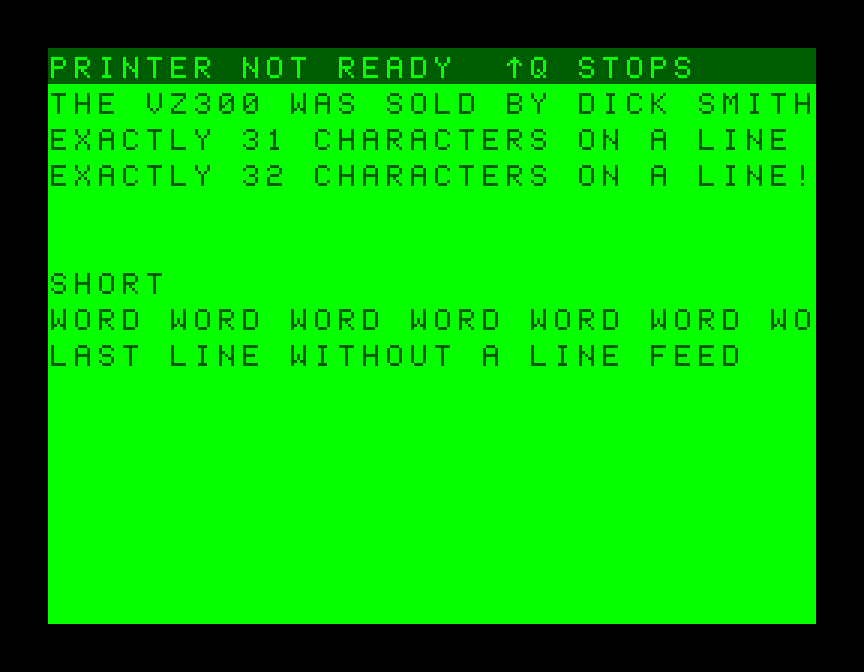 PRINTER NOT READY  ↑Q STOPS
THE VZ300 WAS SOLD BY DICK SMITH
EXACTLY 31 CHARACTERS ON A LINE
EXACTLY 32 CHARACTERS ON A LINE!
SHORT
WORD WORD WORD WORD WORD WORD WO
LAST LINE WITHOUT A LINE FEED